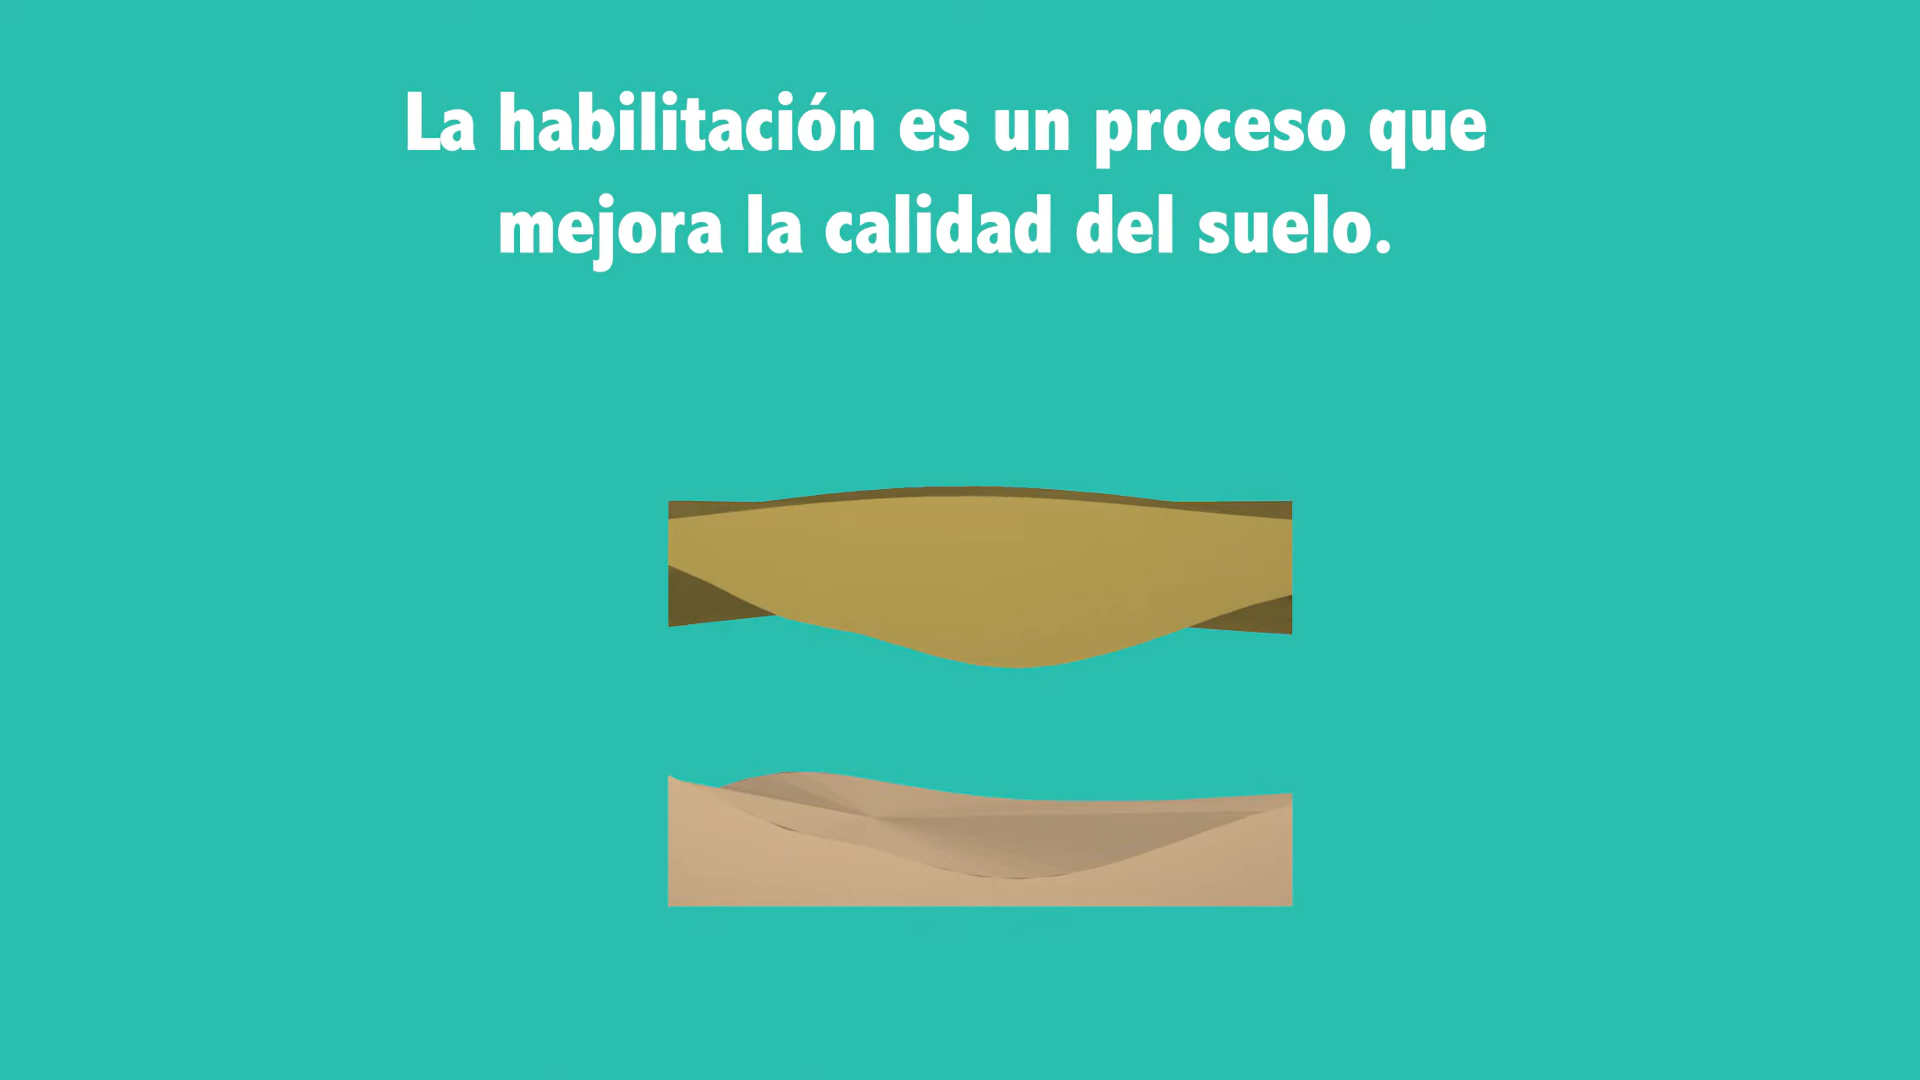 La habilitación es un proceso que
mejora la calidad del suelo.